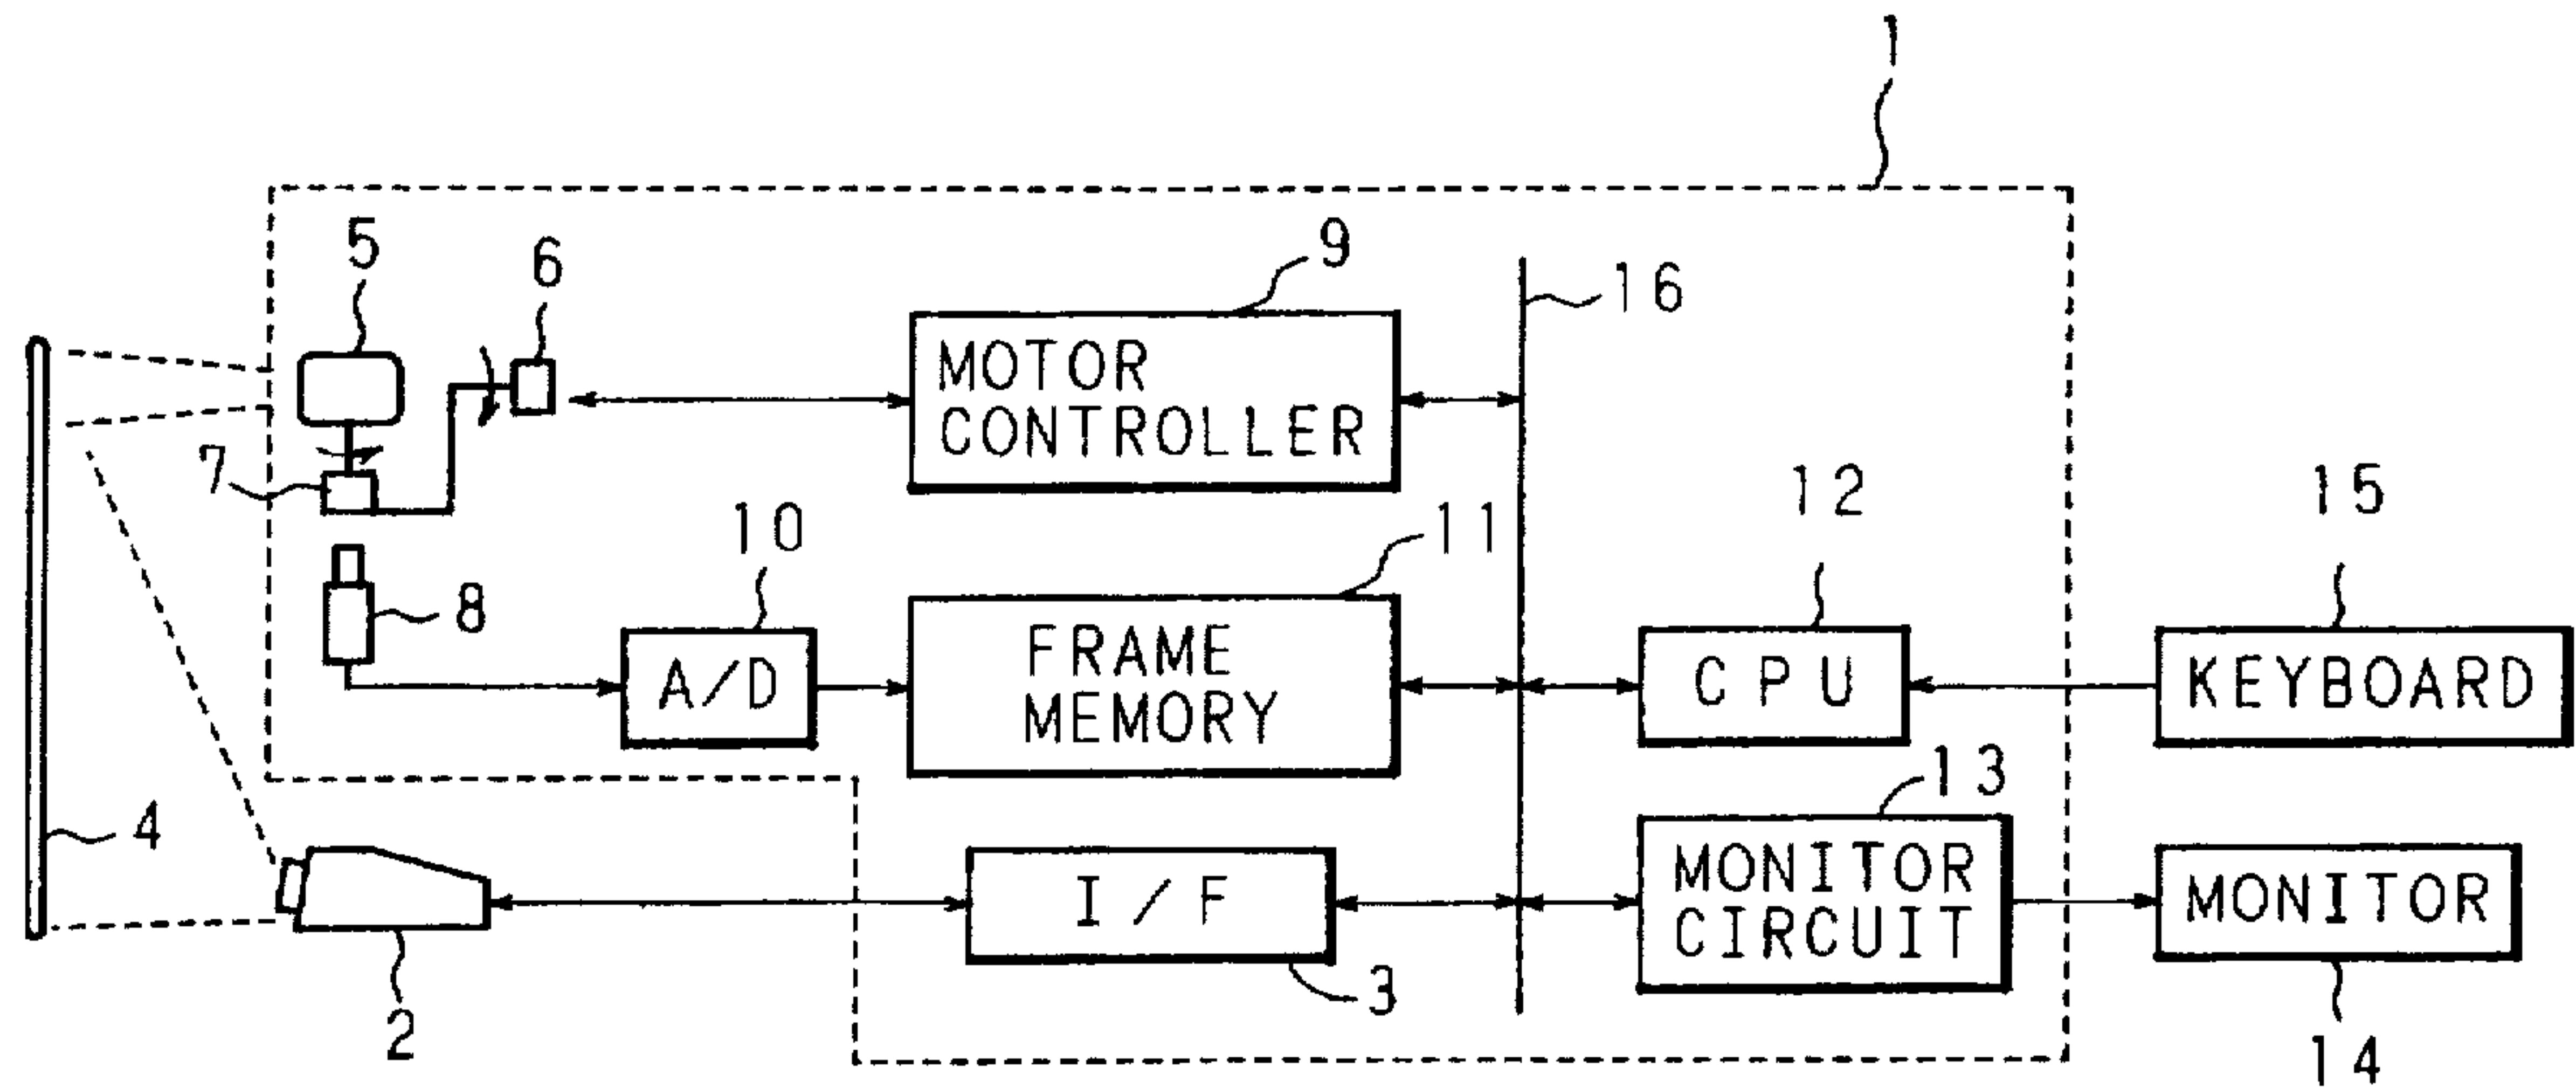 1
5
6
9
16
MOTOR
CONTROLLER
7
10
11
12
15
8
A/D
FRAME
MEMORY
CPU
KEYBOARD
13
4
I/F
MONITOR
CIRCUIT
MONITOR
2
3
14